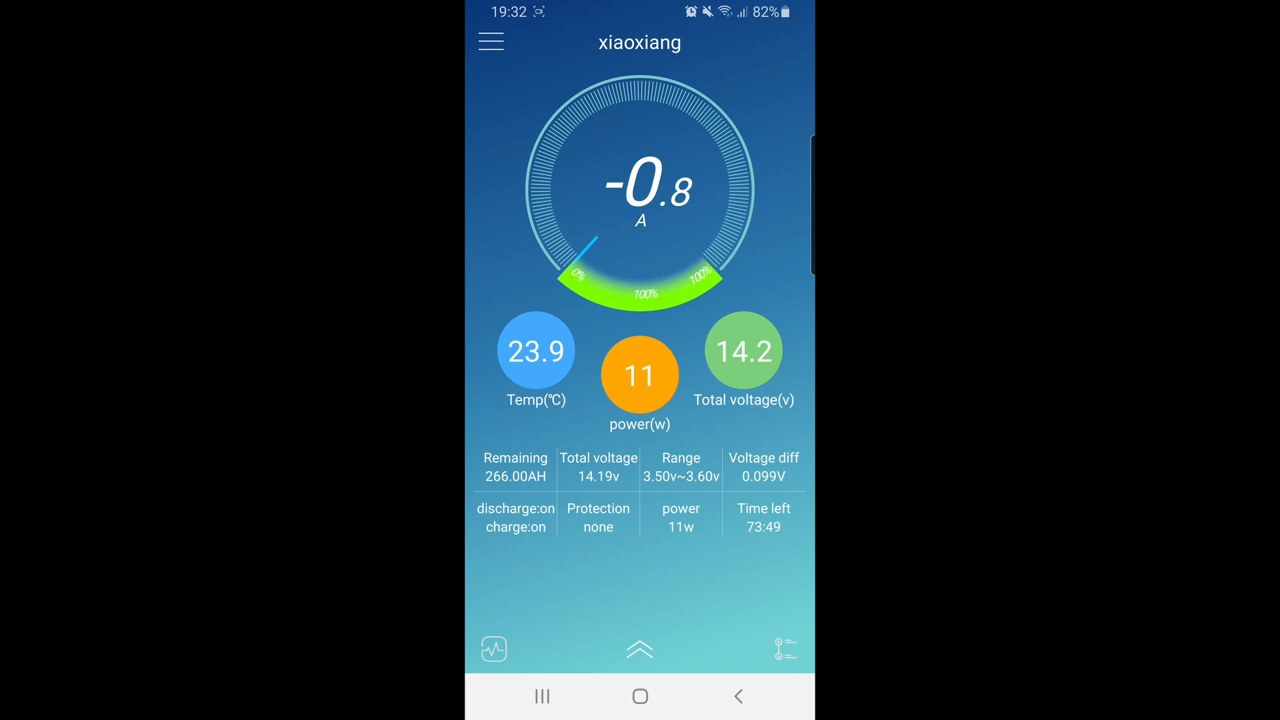 19:32
82%
xiaoxiang
-0.8
A
0%
100%
100%
23.9
11
14.2
Temp(℃)
power(w)
Total voltage(v)
Remaining
266.00AH
Total voltage
14.19v
Range
3.50v~3.60v
Voltage diff
0.099V
discharge:on
charge:on
Protection
none
power
11w
Time left
73:49